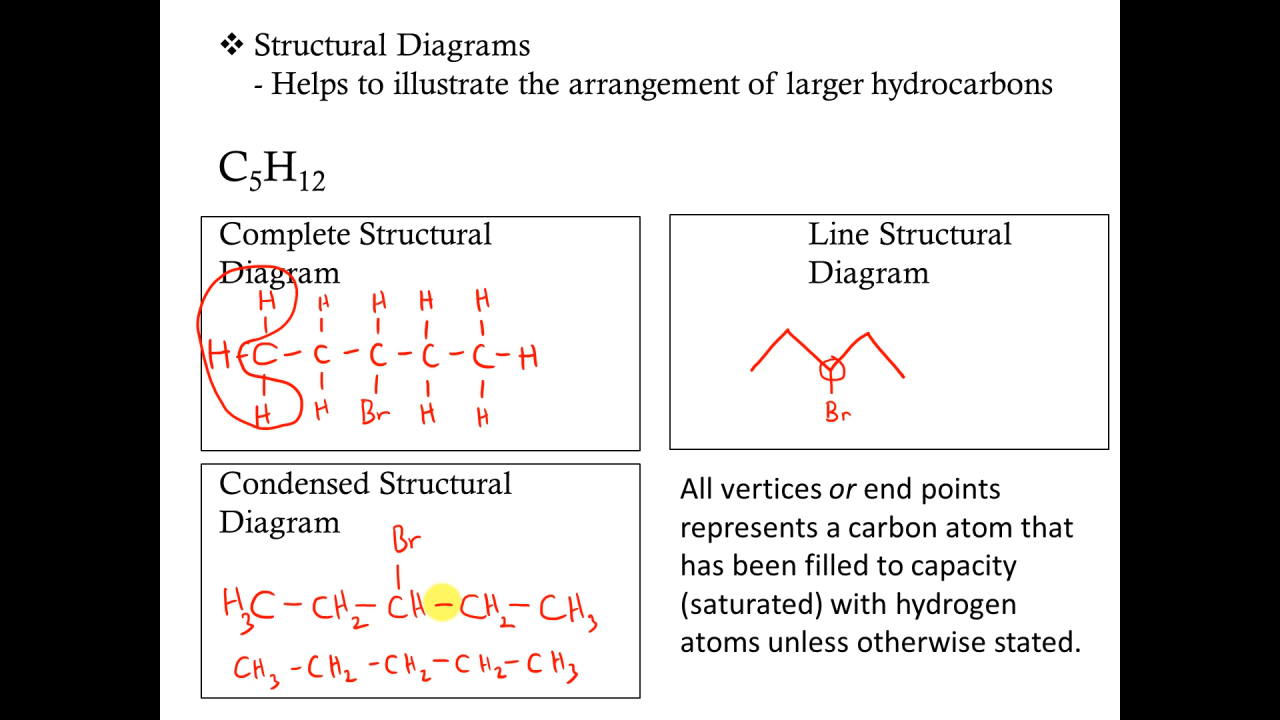 ❖ Structural Diagrams
- Helps to illustrate the arrangement of larger hydrocarbons
C₅H₁₂
Complete Structural
Diagram
H H H H H
H-C-C-C-C-C-H
H H Br H H
Line Structural
Diagram
Br
Condensed Structural
Diagram
Br
H₃C-CH₂-CH-CH₂-CH₃
CH₃-CH₂-CH₂-CH₂-CH₃
All vertices or end points
represents a carbon atom that
has been filled to capacity
(saturated) with hydrogen
atoms unless otherwise stated.